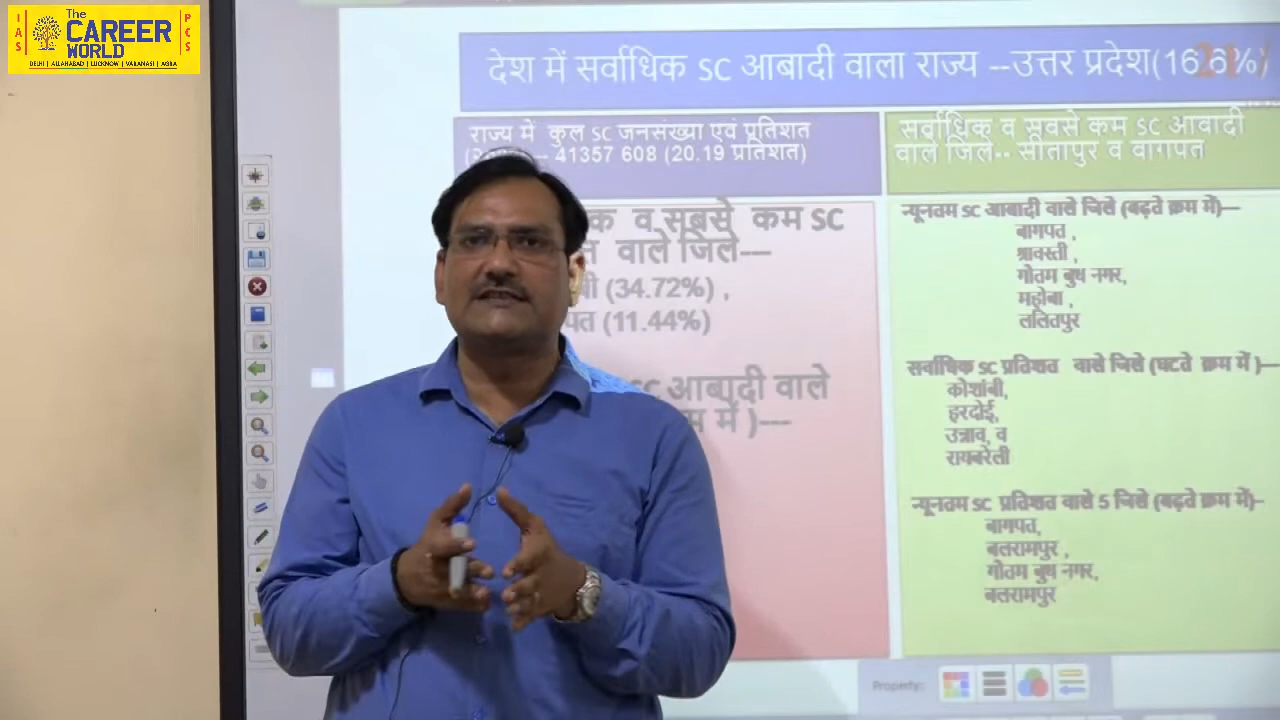 IAS
The
CAREER
WORLD
PCS
DELHI | ALLAHABAD | LUCKNOW | VARANASI | AGRA
देश में सर्वाधिक SC आबादी वाला राज्य --उत्तर प्रदेश(16.6%)
राज्य में कुल SC जनसंख्या एवं प्रतिशत
41357 608 (20.19 प्रतिशत)
सर्वाधिक व सबसे कम SC आवादी
वाले जिले-- सीतापुर व वागपत
व सबसे कम SC
वाले जिले---
(34.72%) ,
(11.44%)
SC आबादी वाले
में )---
न्यूनतम SC आबादी वाले जिले (बढ़ते क्रम में)---
बागपत ,
श्रावस्ती ,
गोतम बुध नगर,
महोबा ,
ललितपुर
सर्वाधिक SC प्रतिशत वाले जिले (घटते क्रम में )---
कोशांबी,
हरदोई,
उन्नाव, व
रायबरेली
न्यूनतम SC प्रतिशत वाले 5 जिले (बढ़ते क्रम में)--
बागपत,
बलरामपुर ,
गोतम बुध नगर,
बलरामपुर
Property: